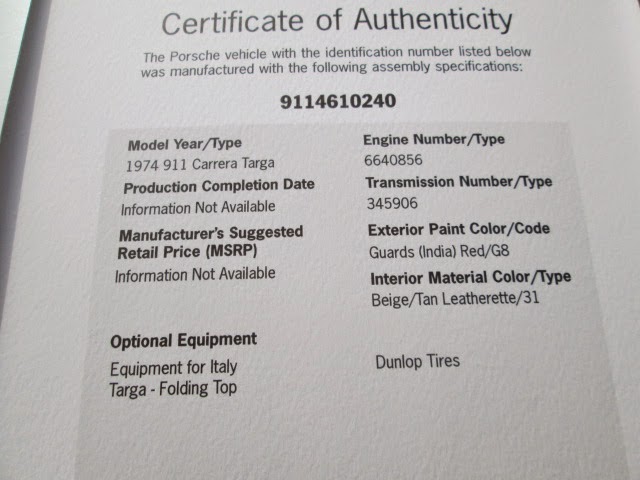 Certificate of Authenticity
The Porsche vehicle with the identification number listed below
was manufactured with the following assembly specifications:
9114610240
Model Year/Type
1974 911 Carrera Targa
Production Completion Date
Information Not Available
Manufacturer's Suggested
Retail Price (MSRP)
Information Not Available
Engine Number/Type
6640856
Transmission Number/Type
345906
Exterior Paint Color/Code
Guards (India) Red/G8
Interior Material Color/Type
Beige/Tan Leatherette/31
Optional Equipment
Equipment for Italy
Targa - Folding Top
Dunlop Tires